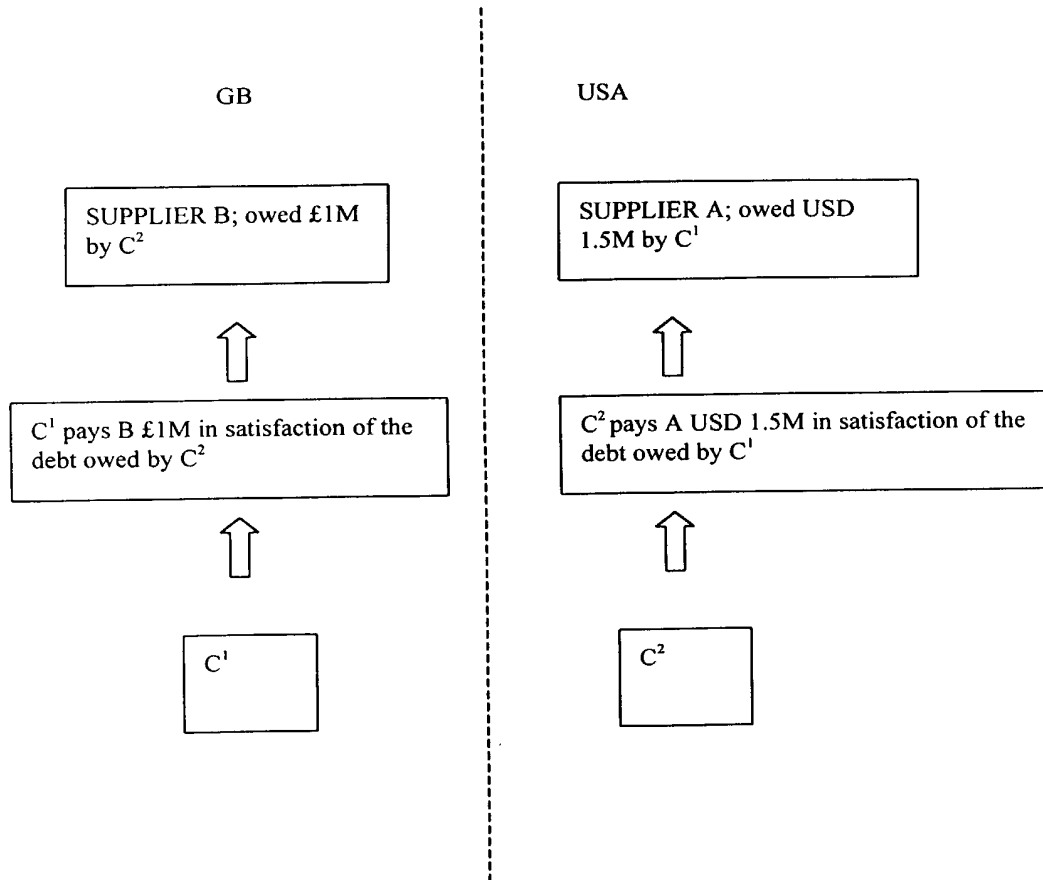 GB
USA
SUPPLIER B; owed £1M
by C²
SUPPLIER A; owed USD
1.5M by C¹
C¹ pays B £1M in satisfaction of the
debt owed by C²
C² pays A USD 1.5M in satisfaction of the
debt owed by C¹
C¹
C²